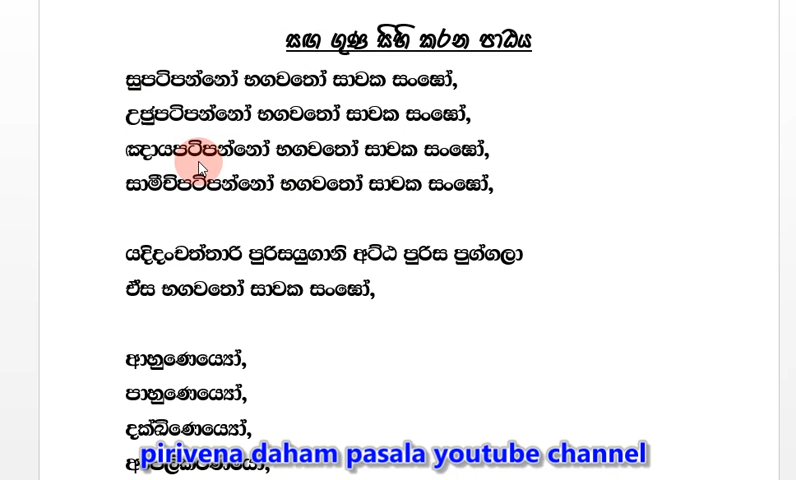 සඟ ගුණ සිහි කරන පාඨය
සුපටිපන්නෝ භගවතෝ සාවක සංඝෝ,
උජුපටිපන්නෝ භගවතෝ සාවක සංඝෝ,
ඤායපටිපන්නෝ භගවතෝ සාවක සංඝෝ,
සාමීචිපටිපන්නෝ භගවතෝ සාවක සංඝෝ,
යදිදංචත්තාරි පුරිසයුගානි අට්ඨ පුරිස පුග්ගලා
ඒස භගවතෝ සාවක සංඝෝ,
ආහුණෙය්‍යෝ,
පාහුණෙය්‍යෝ,
දක්ඛිණෙය්‍යෝ,
pirivena daham pasala youtube channel